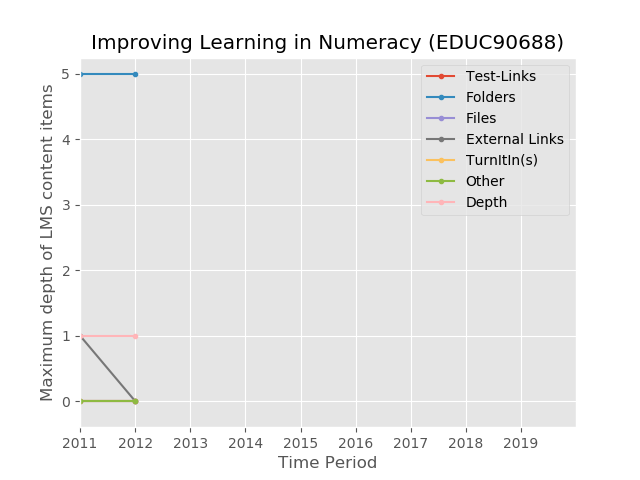 Improving Learning in Numeracy (EDUC90688)
Maximum depth of LMS content items
5
4
3
2
1
0
Test-Links
Folders
Files
External Links
TurnItIn(s)
Other
Depth
2011 2012 2013 2014 2015 2016 2017 2018 2019
Time Period